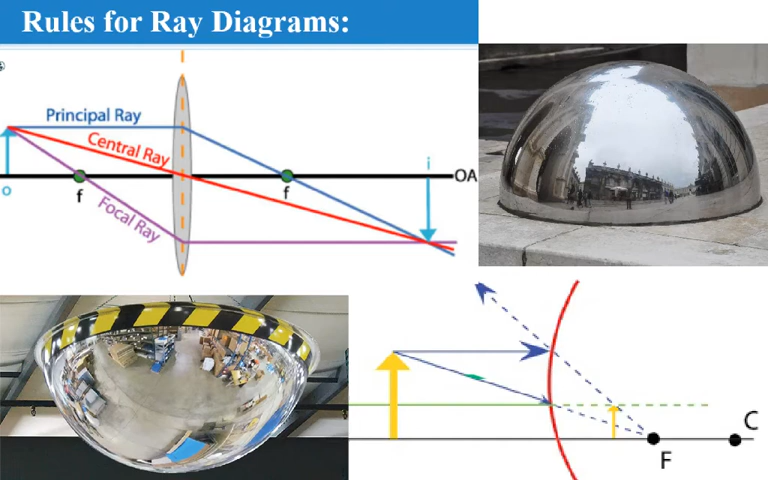 Rules for Ray Diagrams:
Principal Ray
Central Ray
i
OA
o
f
f
Focal Ray
F
C